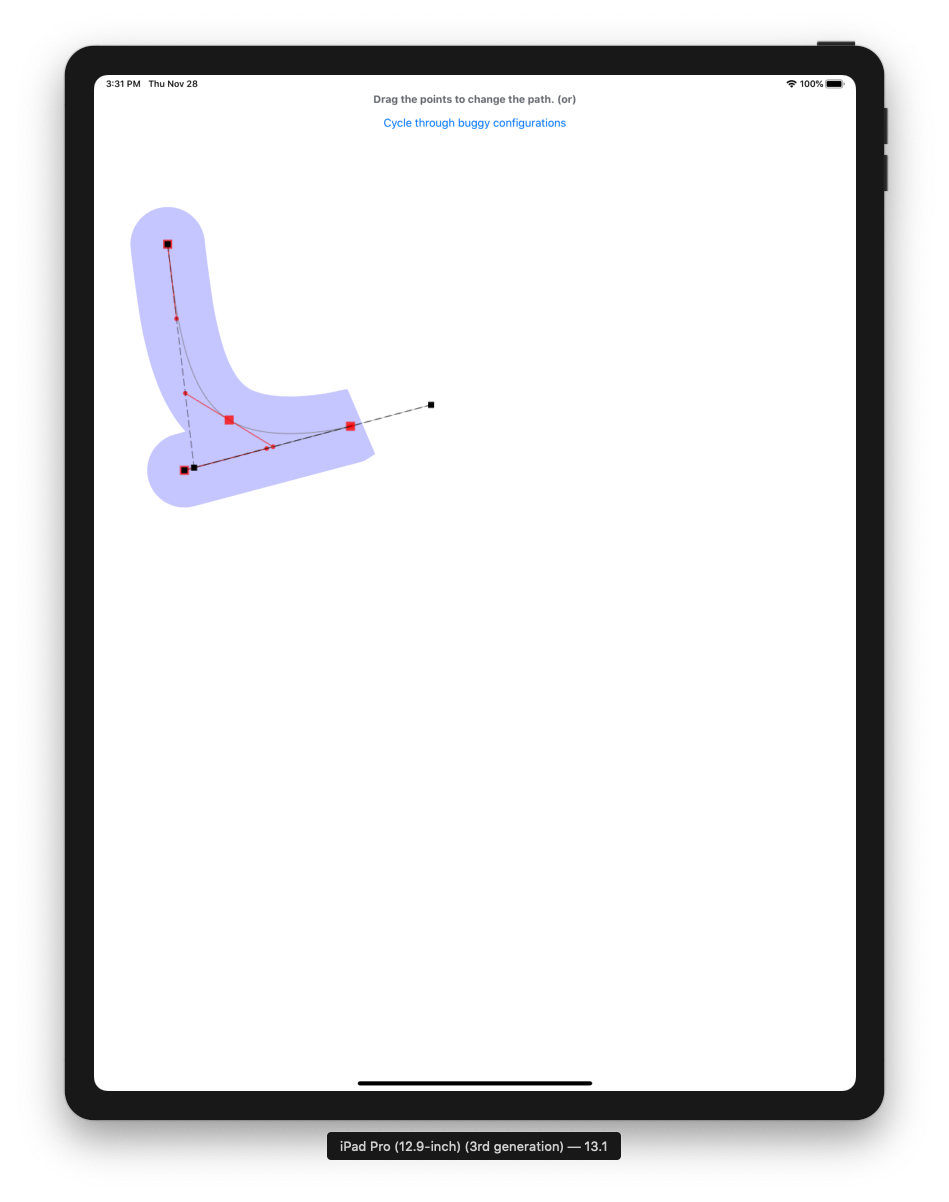 3:31 PM Thu Nov 28 100%
Drag the points to change the path. (or)
Cycle through buggy configurations
iPad Pro (12.9-inch) (3rd generation) — 13.1